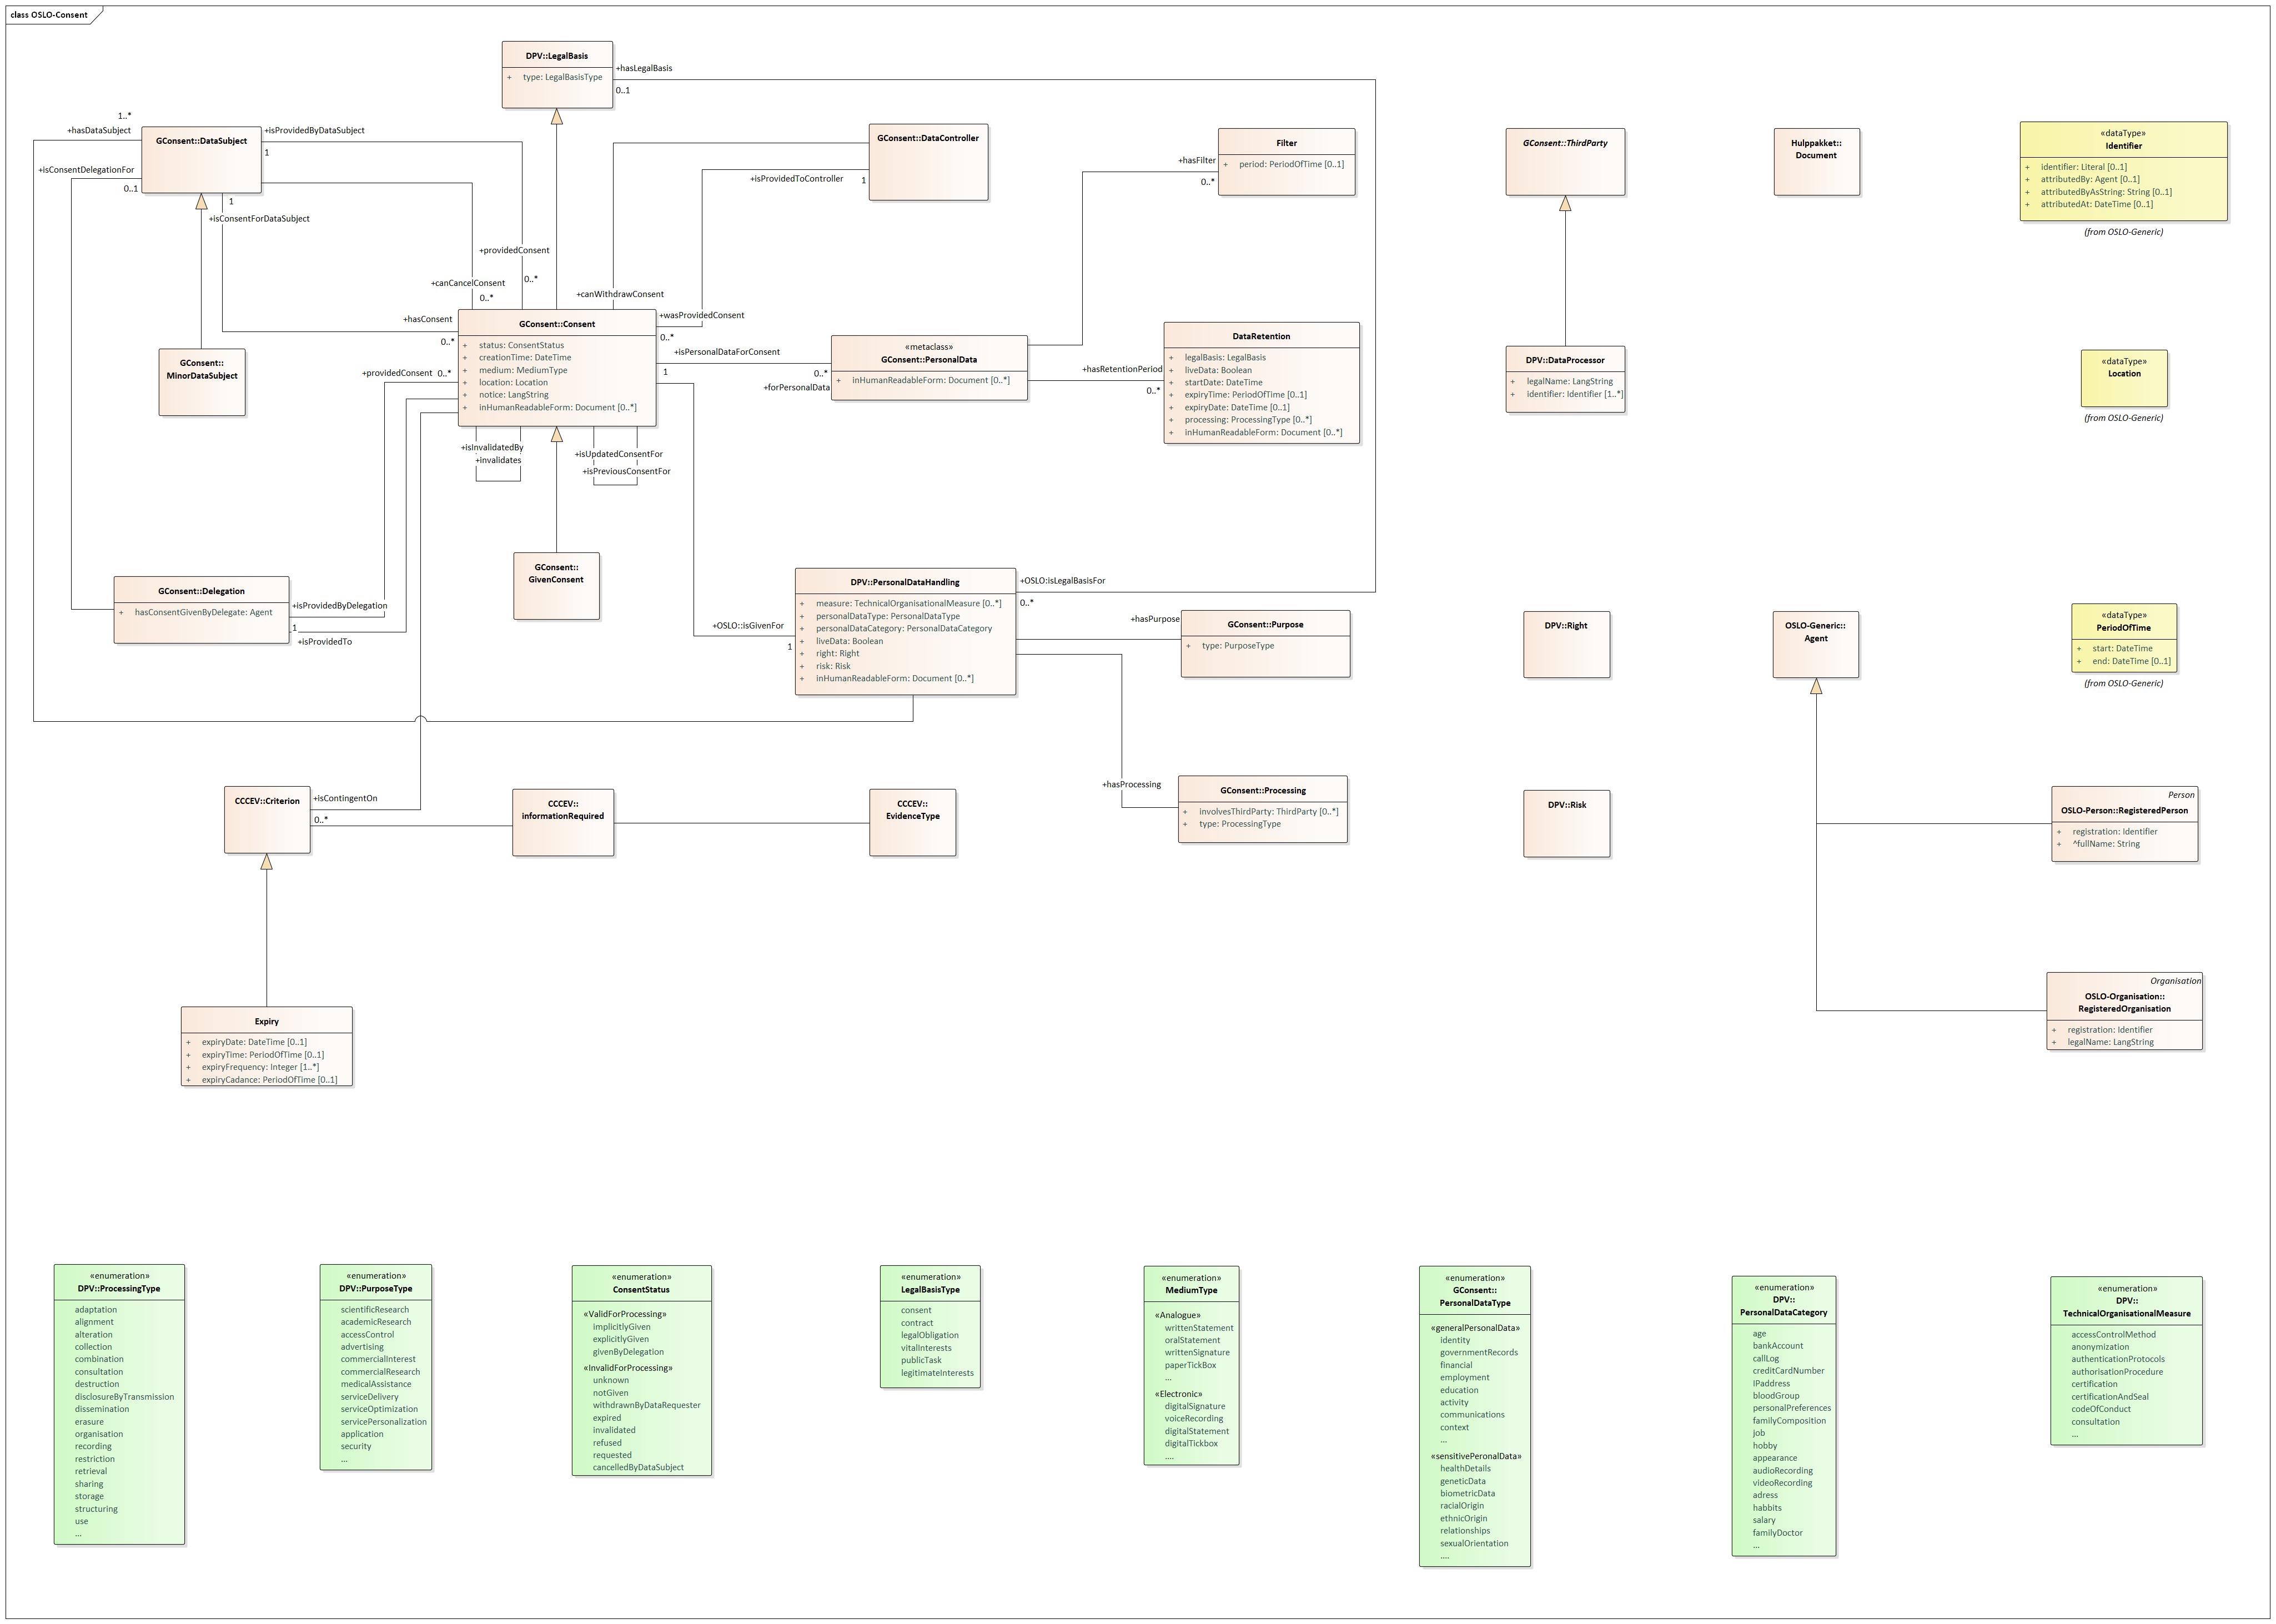 class OSLO-Consent
DPV::LegalBasis
+ type: LegalBasisType
+hasLegalBasis
0..1
1..*
+hasDataSubject
GConsent::DataSubject
+isProvidedByDataSubject
1
+isConsentDelegationFor
0..1
1
+isConsentForDataSubject
GConsent::DataController
+isProvidedToController
1
Filter
+ period: PeriodOfTime [0..1]
+hasFilter
0..*
GConsent::ThirdParty
Hulppakket::
Document
«dataType»
Identifier
+ identifier: Literal [0..1]
+ attributedBy: Agent [0..1]
+ attributedByAsString: String [0..1]
+ attributedAt: DateTime [0..1]
(from OSLO-Generic)
+providedConsent
0..*
+canCancelConsent
0..*
+canWithdrawConsent
+hasConsent
0..*
+wasProvidedConsent
0..*
GConsent::Consent
+ status: ConsentStatus
+ creationTime: DateTime
+ medium: MediumType
+ location: Location
+ notice: LangString
+ inHumanReadableForm: Document [0..*]
GConsent::
MinorDataSubject
+providedConsent 0..*
+isPersonalDataForConsent
1
0..*
+forPersonalData
«metaclass»
GConsent::PersonalData
+ inHumanReadableForm: Document [0..*]
+hasRetentionPeriod
0..*
DataRetention
+ legalBasis: LegalBasis
+ liveData: Boolean
+ startDate: DateTime
+ expiryTime: PeriodOfTime [0..1]
+ expiryDate: DateTime [0..1]
+ processing: ProcessingType [0..*]
+ inHumanReadableForm: Document [0..*]
DPV::DataProcessor
+ legalName: LangString
+ identifier: Identifier [1..*]
«dataType»
Location
(from OSLO-Generic)
+isInvalidatedBy
+invalidates
+isUpdatedConsentFor
+isPreviousConsentFor
GConsent::
GivenConsent
GConsent::Delegation
+ hasConsentGivenByDelegate: Agent
+isProvidedByDelegation
1
+isProvidedTo
+OSLO::isGivenFor
1
DPV::PersonalDataHandling
+ measure: TechnicalOrganisationalMeasure [0..*]
+ personalDataType: PersonalDataType
+ personalDataCategory: PersonalDataCategory
+ liveData: Boolean
+ right: Right
+ risk: Risk
+ inHumanReadableForm: Document [0..*]
+OSLO:isLegalBasisFor
0..*
+hasPurpose
GConsent::Purpose
+ type: PurposeType
DPV::Right
OSLO-Generic::
Agent
«dataType»
PeriodOfTime
+ start: DateTime
+ end: DateTime [0..1]
(from OSLO-Generic)
CCCEV::Criterion
+isContingentOn
0..*
CCCEV::
informationRequired
CCCEV::
EvidenceType
+hasProcessing
GConsent::Processing
+ involvesThirdParty: ThirdParty [0..*]
+ type: ProcessingType
DPV::Risk
Person
OSLO-Person::RegisteredPerson
+ registration: Identifier
+ ^fullName: String
Organisation
OSLO-Organisation::
RegisteredOrganisation
+ registration: Identifier
+ legalName: LangString
Expiry
+ expiryDate: DateTime [0..1]
+ expiryTime: PeriodOfTime [0..1]
+ expiryFrequency: Integer [1..*]
+ expiryCadance: PeriodOfTime [0..1]
«enumeration»
DPV::ProcessingType
adaptation
alignment
alteration
collection
combination
consultation
destruction
disclosureByTransmission
dissemination
erasure
organisation
recording
restriction
retrieval
sharing
storage
structuring
use
...
«enumeration»
DPV::PurposeType
scientificResearch
academicResearch
accessControl
advertising
commercialInterest
commercialResearch
medicalAssistance
serviceDelivery
serviceOptimization
servicePersonalization
application
security
...
«enumeration»
ConsentStatus
«ValidForProcessing»
implicitlyGiven
explicitlyGiven
givenByDelegation
«InvalidForProcessing»
unknown
notGiven
withdrawnByDataRequester
expired
invalidated
refused
requested
cancelledByDataSubject
«enumeration»
LegalBasisType
consent
contract
legalObligation
vitalInterests
publicTask
legitimateInterests
«enumeration»
MediumType
«Analogue»
writtenStatement
oralStatement
writtenSignature
paperTickBox
...
«Electronic»
digitalSignature
voiceRecording
digitalStatement
digitalTickbox
....
«enumeration»
GConsent::
PersonalDataType
«generalPersonalData»
identity
governmentRecords
financial
employment
education
activity
communications
context
...
«sensitivePeronalData»
healthDetails
geneticData
biometricData
racialOrigin
ethnicOrigin
relationships
sexualOrientation
....
«enumeration»
DPV::
PersonalDataCategory
age
bankAccount
callLog
creditCardNumber
IPaddress
bloodGroup
personalPreferences
familyComposition
job
hobby
appearance
audioRecording
videoRecording
adress
habbits
salary
familyDoctor
...
«enumeration»
DPV::
TechnicalOrganisationalMeasure
accessControlMethod
anonymization
authenticationProtocols
authorisationProcedure
certification
certificationAndSeal
codeOfConduct
consultation
...